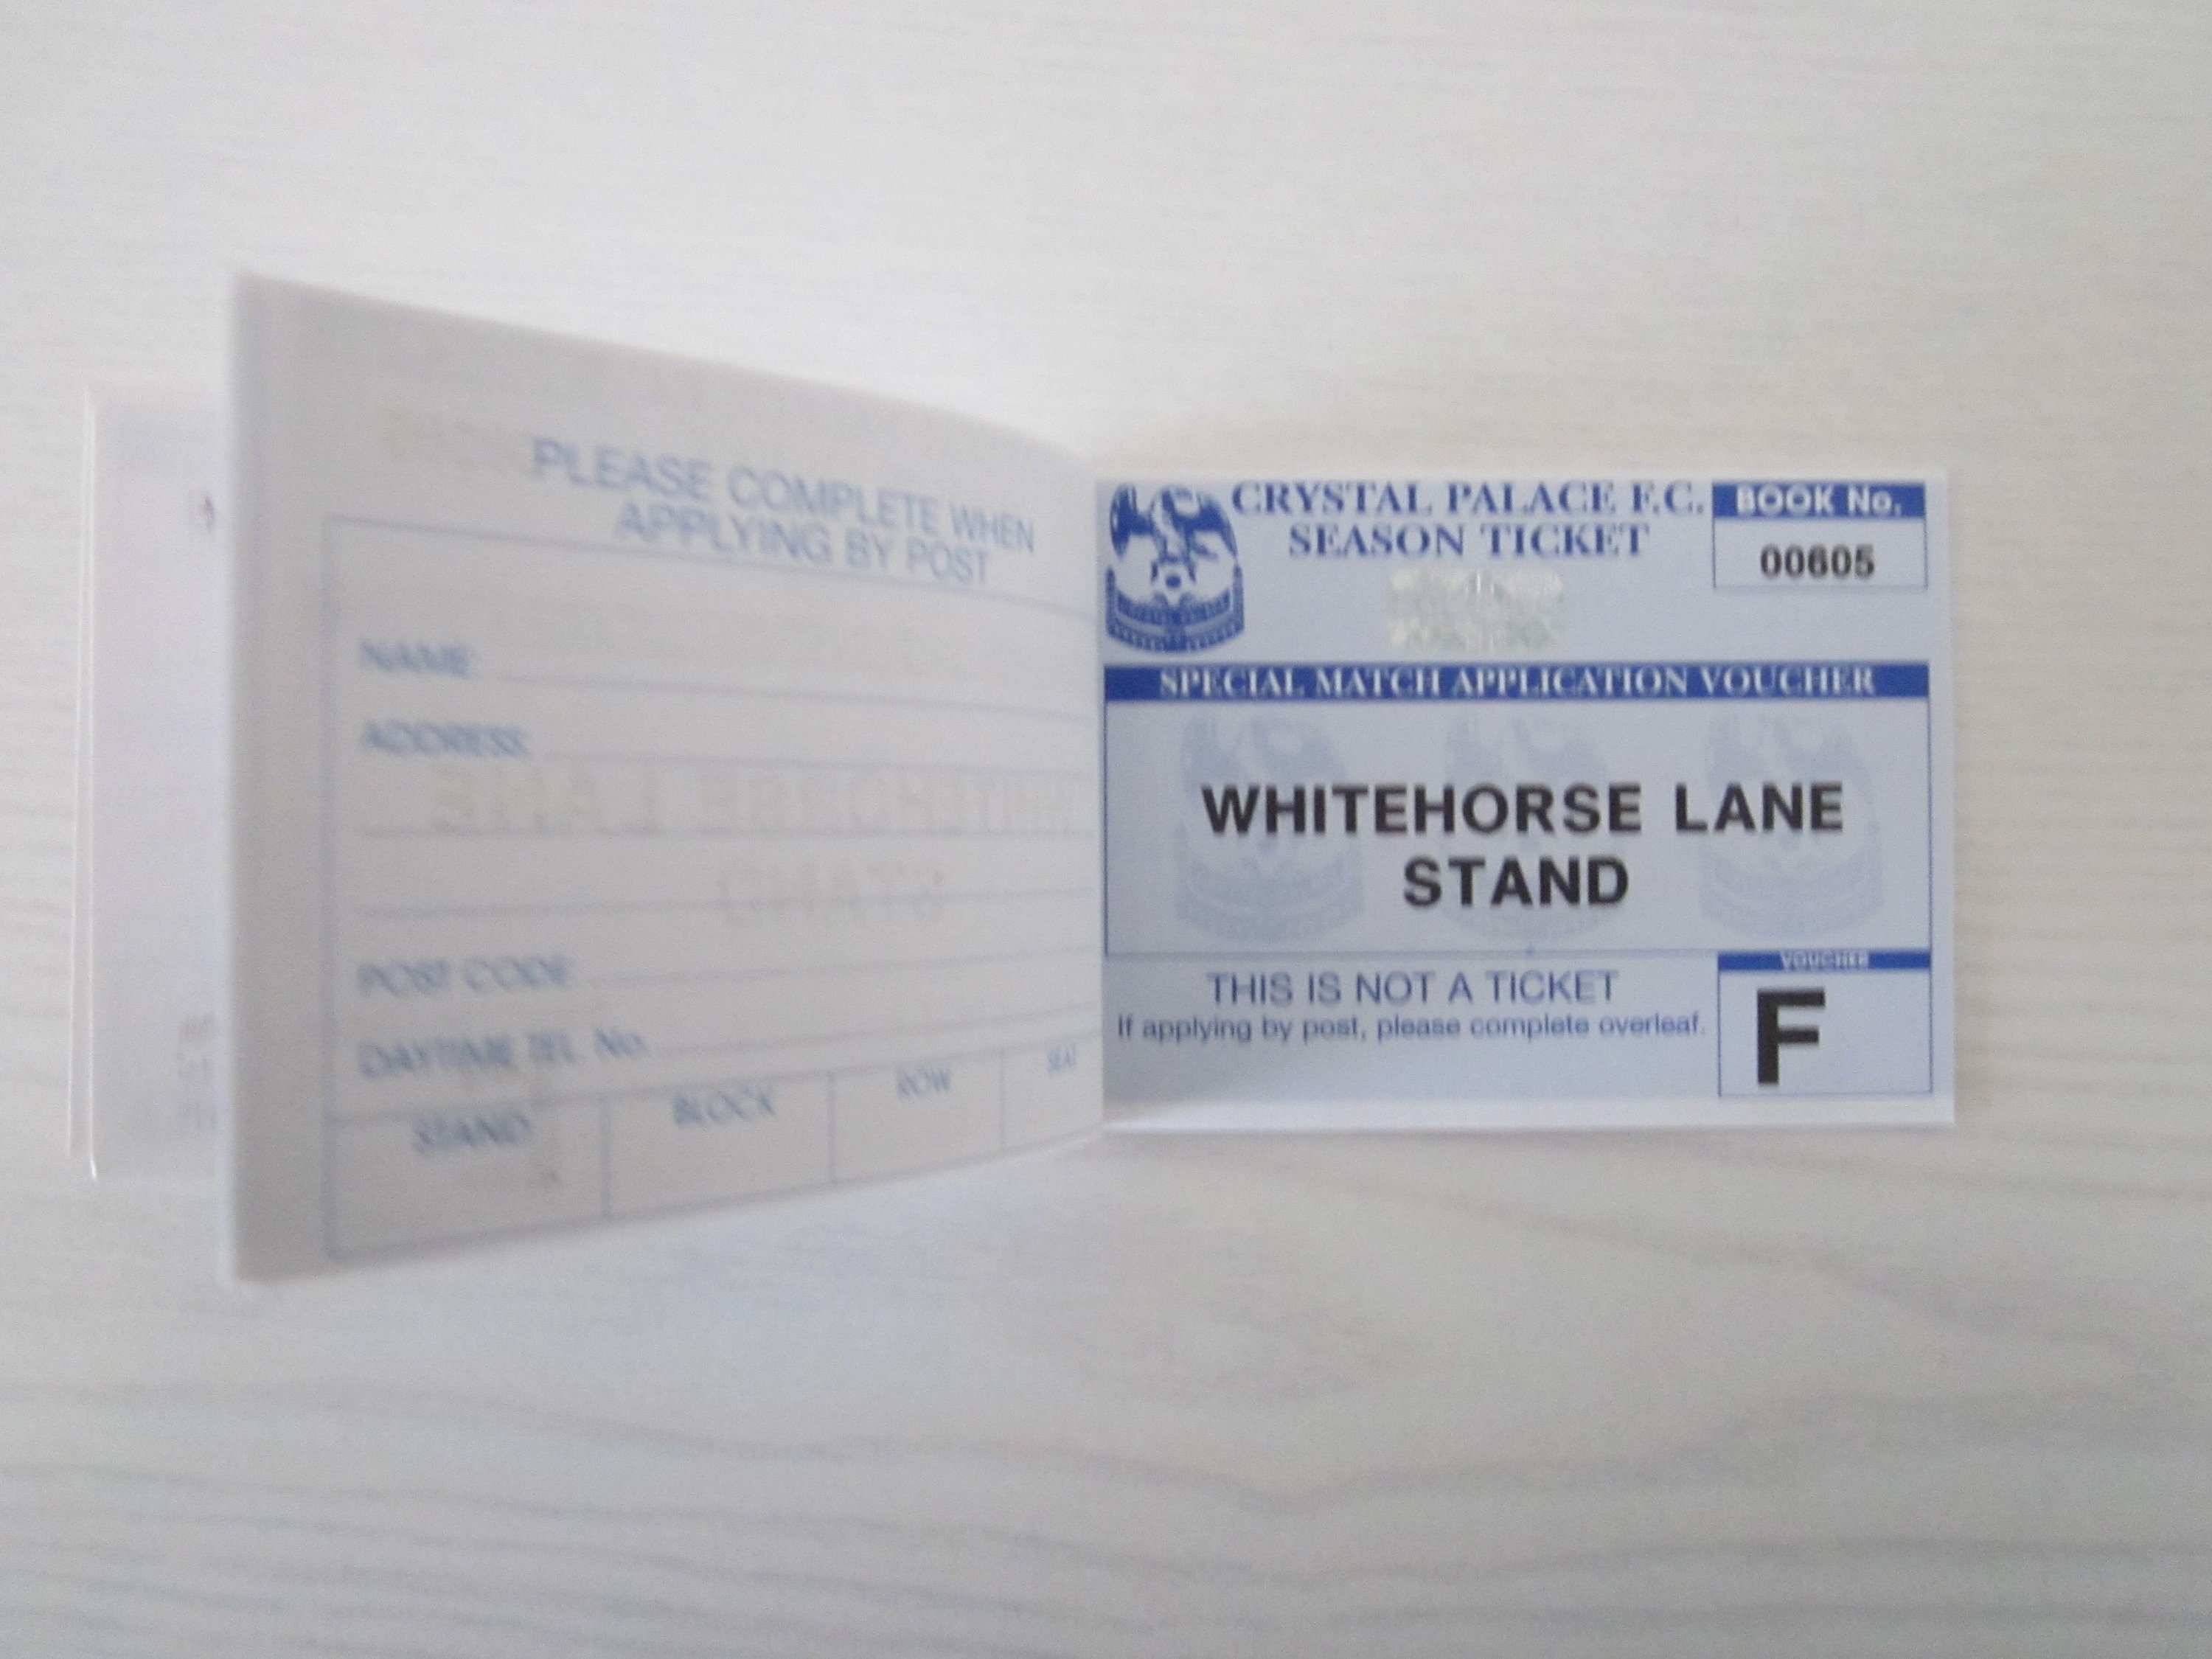 PLEASE COMPLETE WHEN
APPLYING BY POST
NAME
ADDRESS
POST CODE
DAYTIME TEL. No.
STAND BLOCK ROW SEAT
CRYSTAL PALACE F.C.
SEASON TICKET
BOOK No.
00605
SPECIAL MATCH APPLICATION VOUCHER
WHITEHORSE LANE
STAND
THIS IS NOT A TICKET
If applying by post, please complete overleaf.
VOUCHER
F